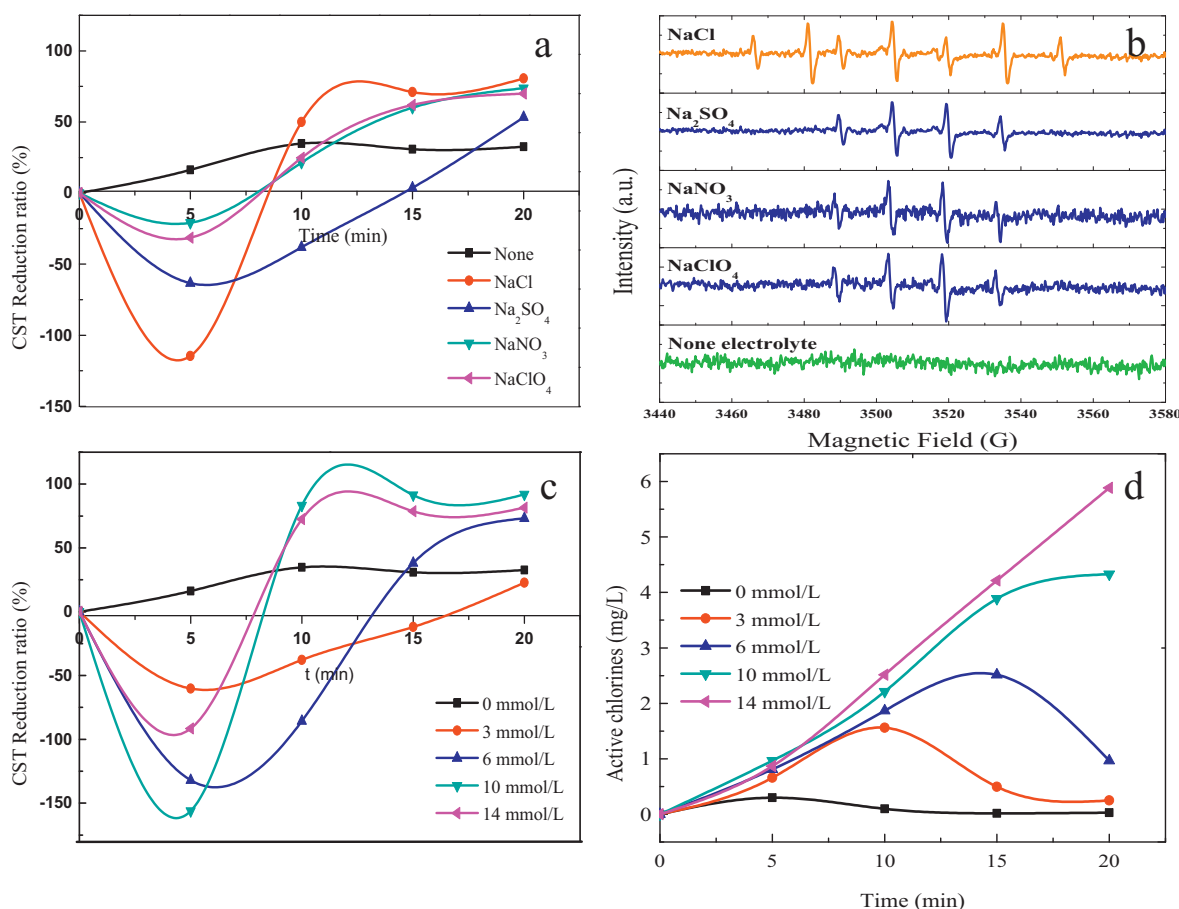 a
100
50
0
-50
-100
-150
0
5
10
15
20
Time (min)
CST Reduction ratio (%)
None
NaCl
Na₂SO₄
NaNO₃
NaClO₄
b
NaCl
Na₂SO₄
NaNO₃
NaClO₄
None electrolyte
Intensity (a.u.)
3440
3460
3480
3500
3520
3540
3560
3580
Magnetic Field (G)
c
100
50
0
-50
-100
-150
0
5
10
15
20
t (min)
CST Reduction ratio (%)
0 mmol/L
3 mmol/L
6 mmol/L
10 mmol/L
14 mmol/L
d
6
5
4
3
2
1
0
Active chlorines (mg/L)
0 mmol/L
3 mmol/L
6 mmol/L
10 mmol/L
14 mmol/L
0
5
10
15
20
Time (min)